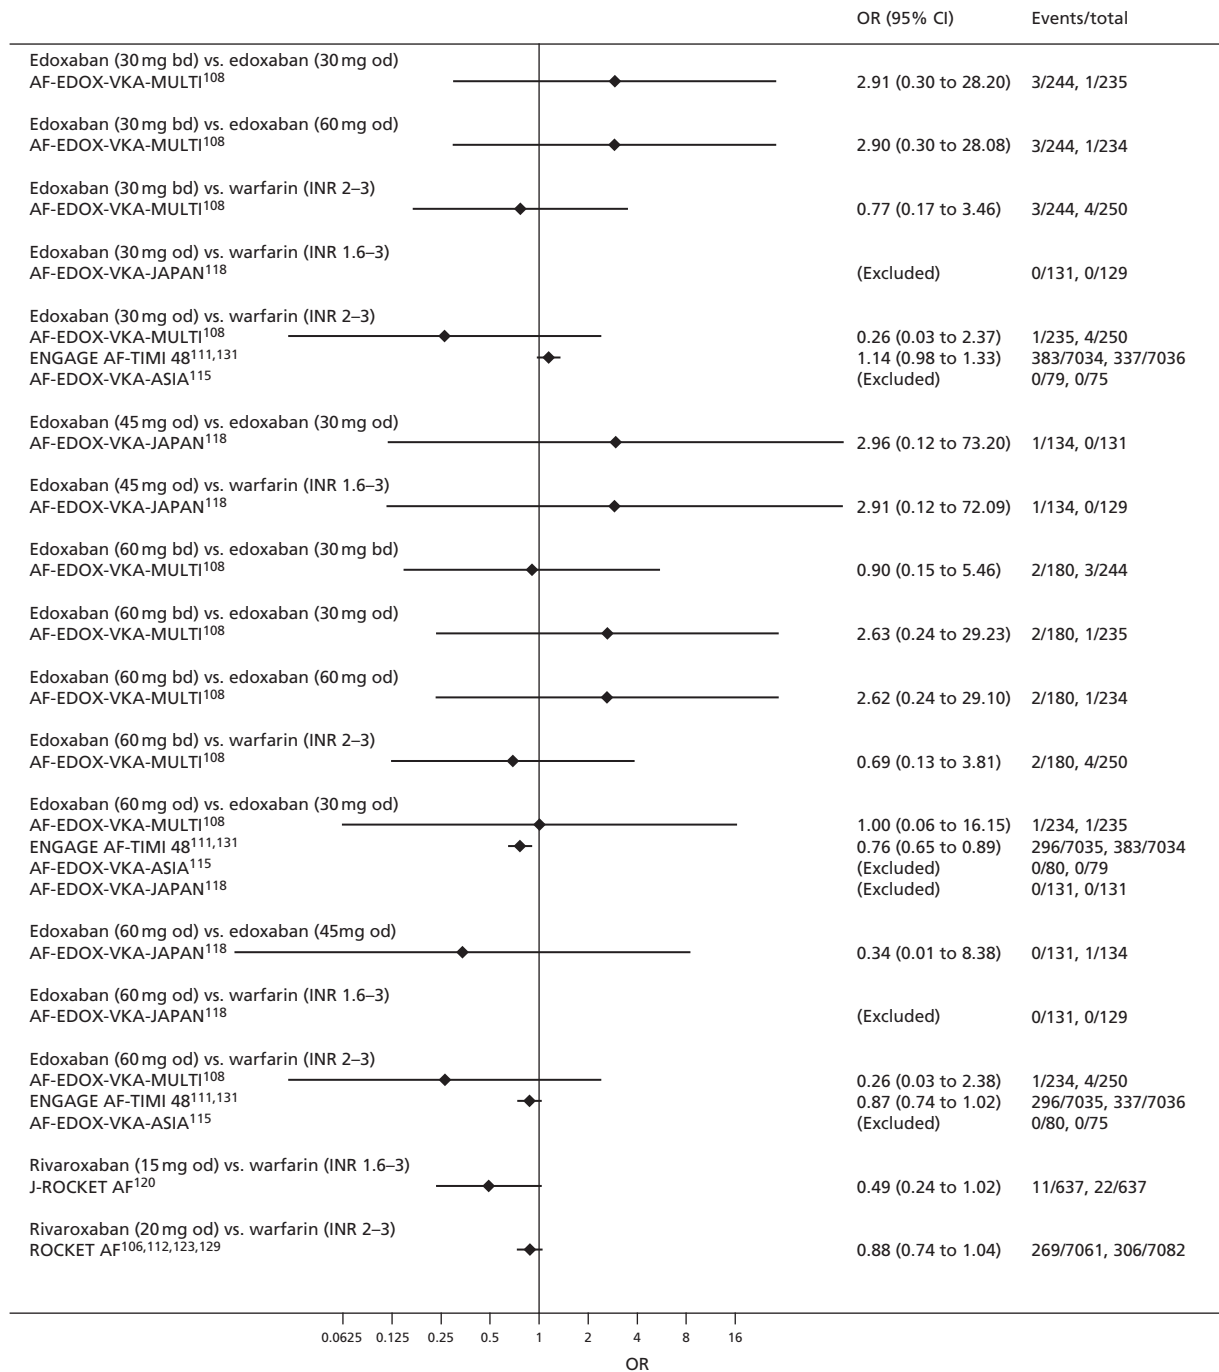 OR (95% CI) Events/total
Edoxaban (30 mg bd) vs. edoxaban (30 mg od)
AF-EDOX-VKA-MULTI108 2.91 (0.30 to 28.20) 3/244, 1/235
Edoxaban (30 mg bd) vs. edoxaban (60 mg od)
AF-EDOX-VKA-MULTI108 2.90 (0.30 to 28.08) 3/244, 1/234
Edoxaban (30 mg bd) vs. warfarin (INR 2–3)
AF-EDOX-VKA-MULTI108 0.77 (0.17 to 3.46) 3/244, 4/250
Edoxaban (30 mg od) vs. warfarin (INR 1.6–3)
AF-EDOX-VKA-JAPAN118 (Excluded) 0/131, 0/129
Edoxaban (30 mg od) vs. warfarin (INR 2–3)
AF-EDOX-VKA-MULTI108 0.26 (0.03 to 2.37) 1/235, 4/250
ENGAGE AF-TIMI 48111,131 1.14 (0.98 to 1.33) 383/7034, 337/7036
AF-EDOX-VKA-ASIA115 (Excluded) 0/79, 0/75
Edoxaban (45 mg od) vs. edoxaban (30 mg od)
AF-EDOX-VKA-JAPAN118 2.96 (0.12 to 73.20) 1/134, 0/131
Edoxaban (45 mg od) vs. warfarin (INR 1.6–3)
AF-EDOX-VKA-JAPAN118 2.91 (0.12 to 72.09) 1/134, 0/129
Edoxaban (60 mg bd) vs. edoxaban (30 mg bd)
AF-EDOX-VKA-MULTI108 0.90 (0.15 to 5.46) 2/180, 3/244
Edoxaban (60 mg bd) vs. edoxaban (30 mg od)
AF-EDOX-VKA-MULTI108 2.63 (0.24 to 29.23) 2/180, 1/235
Edoxaban (60 mg bd) vs. edoxaban (60 mg od)
AF-EDOX-VKA-MULTI108 2.62 (0.24 to 29.10) 2/180, 1/234
Edoxaban (60 mg bd) vs. warfarin (INR 2–3)
AF-EDOX-VKA-MULTI108 0.69 (0.13 to 3.81) 2/180, 4/250
Edoxaban (60 mg od) vs. edoxaban (30 mg od)
AF-EDOX-VKA-MULTI108 1.00 (0.06 to 16.15) 1/234, 1/235
ENGAGE AF-TIMI 48111,131 0.76 (0.65 to 0.89) 296/7035, 383/7034
AF-EDOX-VKA-ASIA115 (Excluded) 0/80, 0/79
AF-EDOX-VKA-JAPAN118 (Excluded) 0/131, 0/131
Edoxaban (60 mg od) vs. edoxaban (45mg od)
AF-EDOX-VKA-JAPAN118 0.34 (0.01 to 8.38) 0/131, 1/134
Edoxaban (60 mg od) vs. warfarin (INR 1.6–3)
AF-EDOX-VKA-JAPAN118 (Excluded) 0/131, 0/129
Edoxaban (60 mg od) vs. warfarin (INR 2–3)
AF-EDOX-VKA-MULTI108 0.26 (0.03 to 2.38) 1/234, 4/250
ENGAGE AF-TIMI 48111,131 0.87 (0.74 to 1.02) 296/7035, 337/7036
AF-EDOX-VKA-ASIA115 (Excluded) 0/80, 0/75
Rivaroxaban (15 mg od) vs. warfarin (INR 1.6–3)
J-ROCKET AF120 0.49 (0.24 to 1.02) 11/637, 22/637
Rivaroxaban (20 mg od) vs. warfarin (INR 2–3)
ROCKET AF106,112,123,129 0.88 (0.74 to 1.04) 269/7061, 306/7082
0.0625 0.125 0.25 0.5 1 2 4 8 16
OR